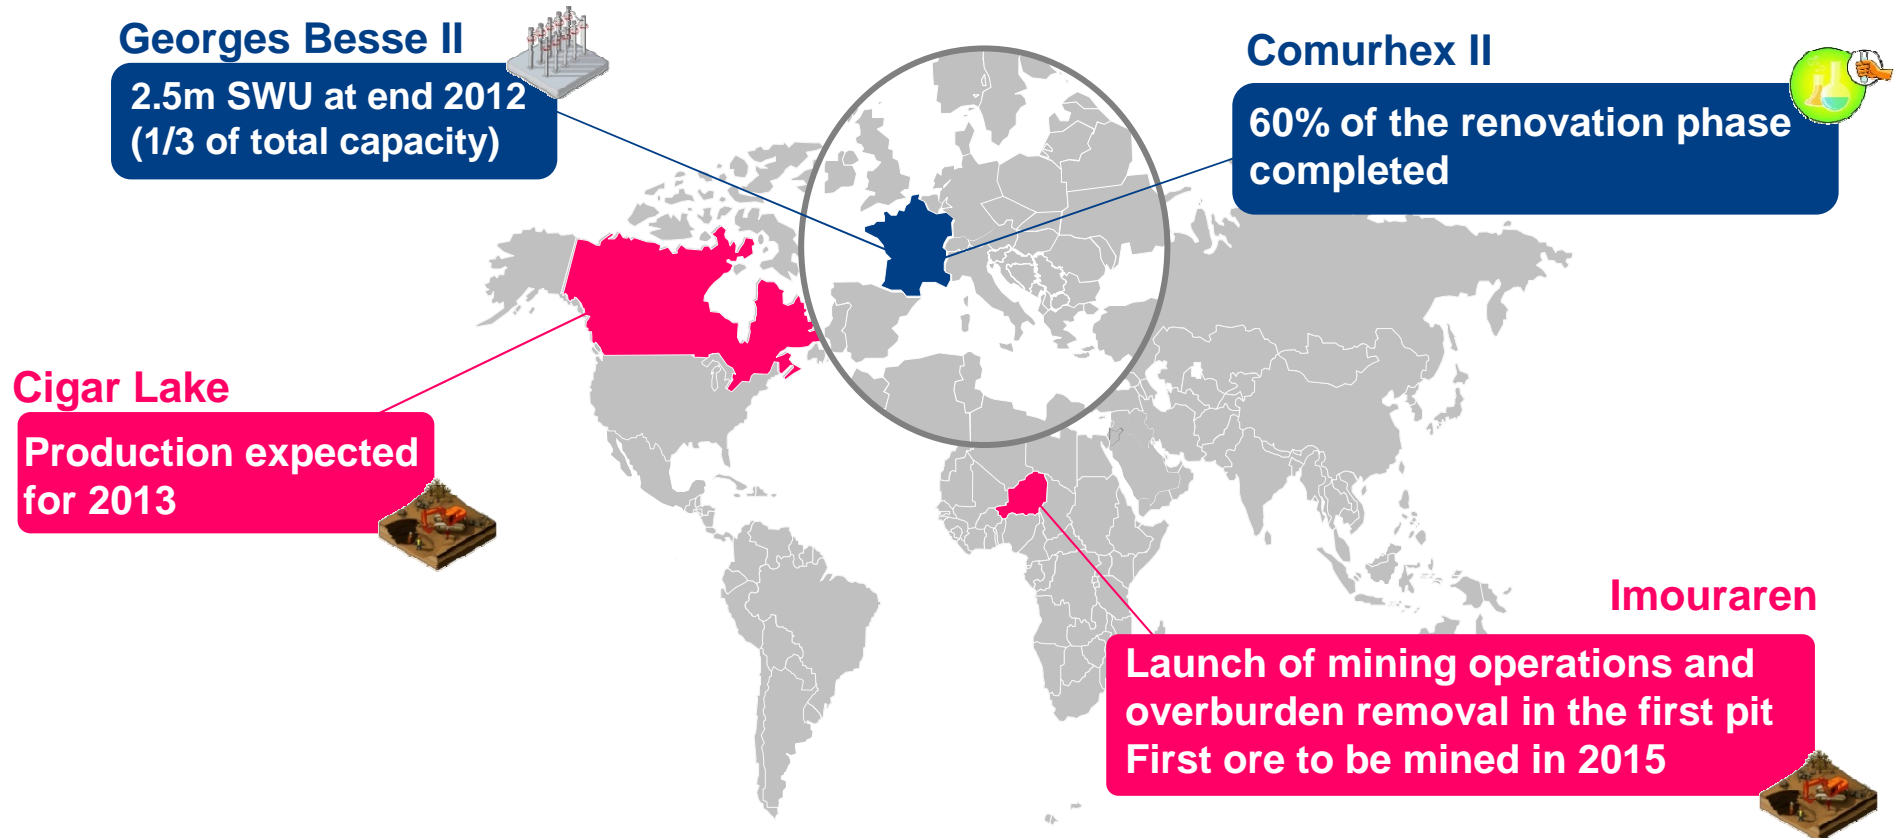 Georges Besse II
2.5m SWU at end 2012
(1/3 of total capacity)
Comurhex II
60% of the renovation phase
completed
Cigar Lake
Production expected
for 2013
Imouraren
Launch of mining operations and
overburden removal in the first pit
First ore to be mined in 2015